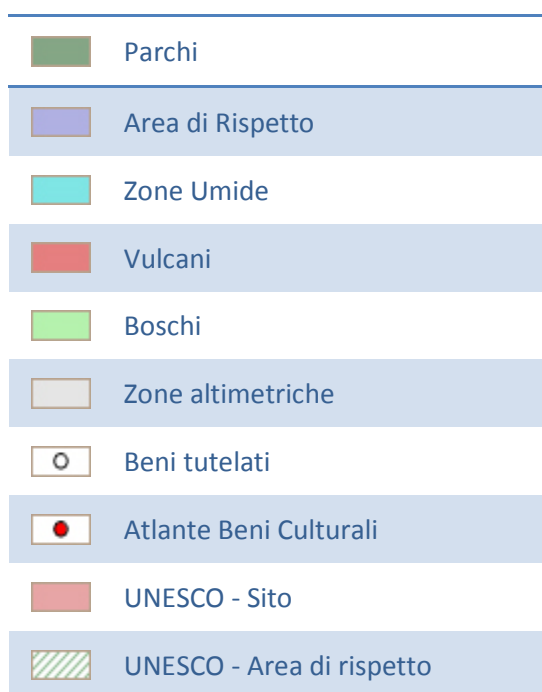 Parchi
Area di Rispetto
Zone Umide
Vulcani
Boschi
Zone altimetriche
Beni tutelati
Atlante Beni Culturali
UNESCO - Sito
UNESCO - Area di rispetto